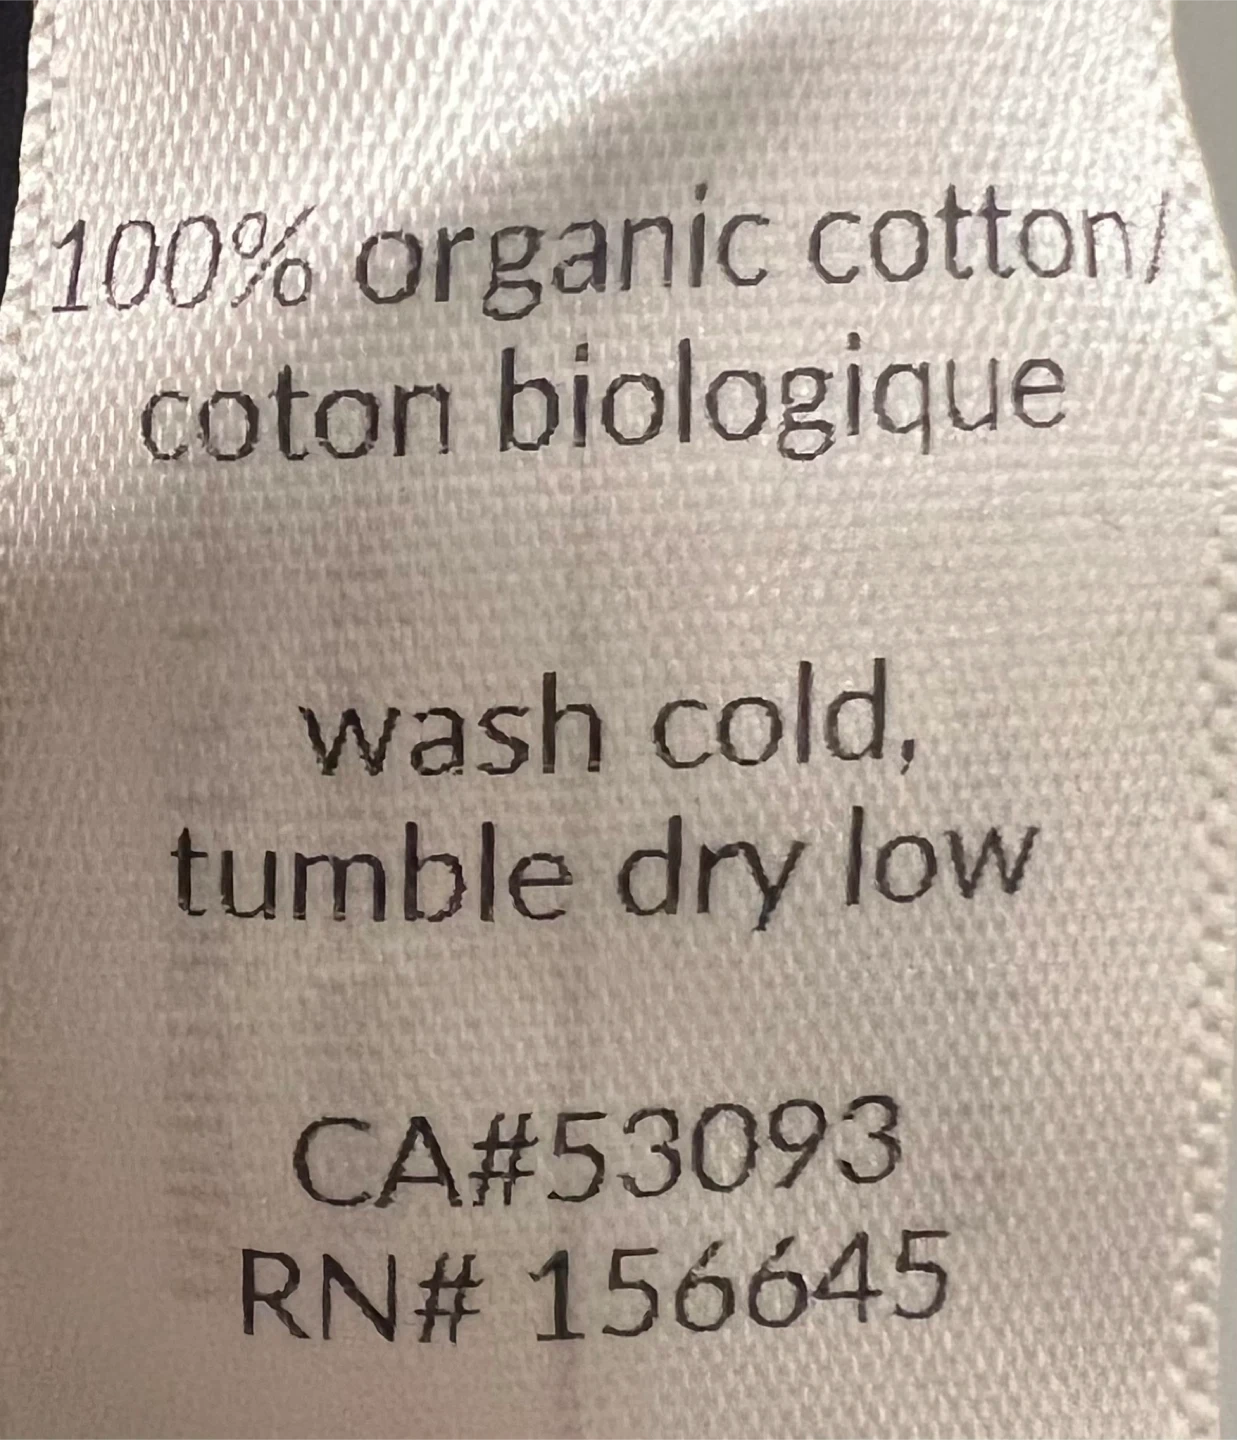 100% organic cotton/
coton biologique
wash cold,
tumble dry low
CA#53093
RN# 156645